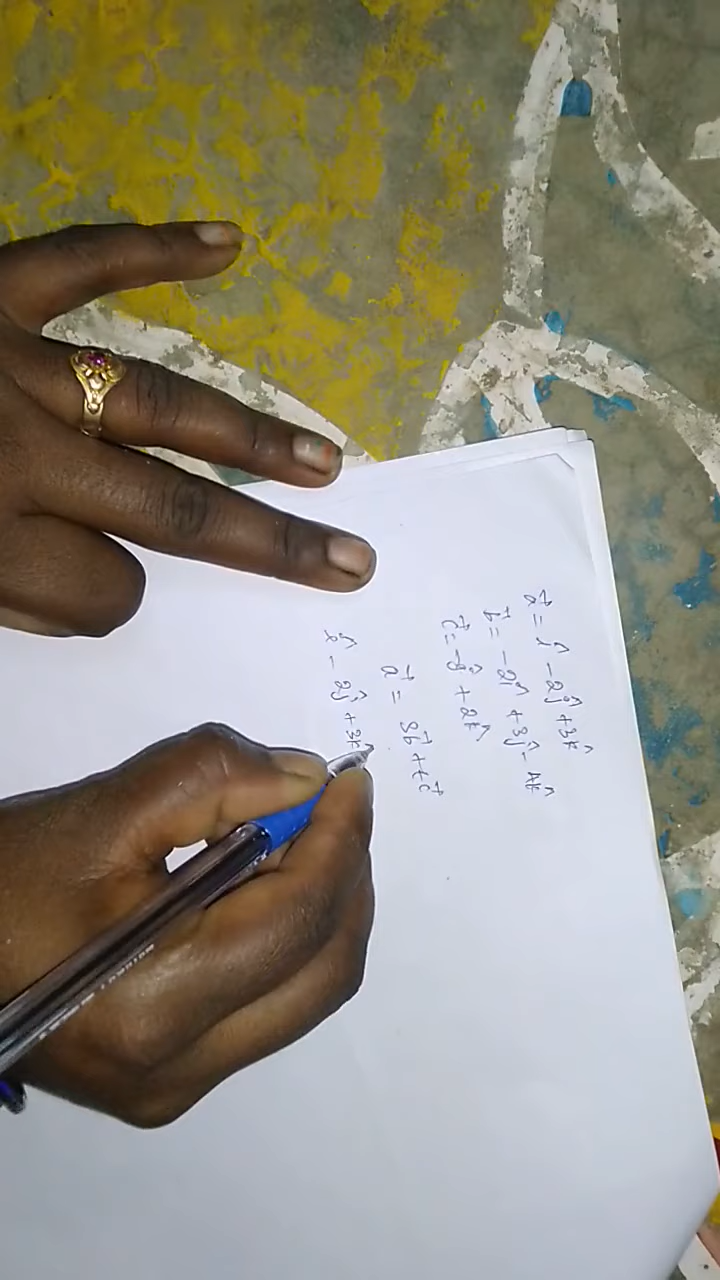 a⃗ = î - 2ĵ + 3k̂
b⃗ = -2î + 3ĵ - 4k̂
c⃗ = -ĵ + 2k̂
a⃗ = sb⃗ + tc⃗
î - 2ĵ + 3k̂